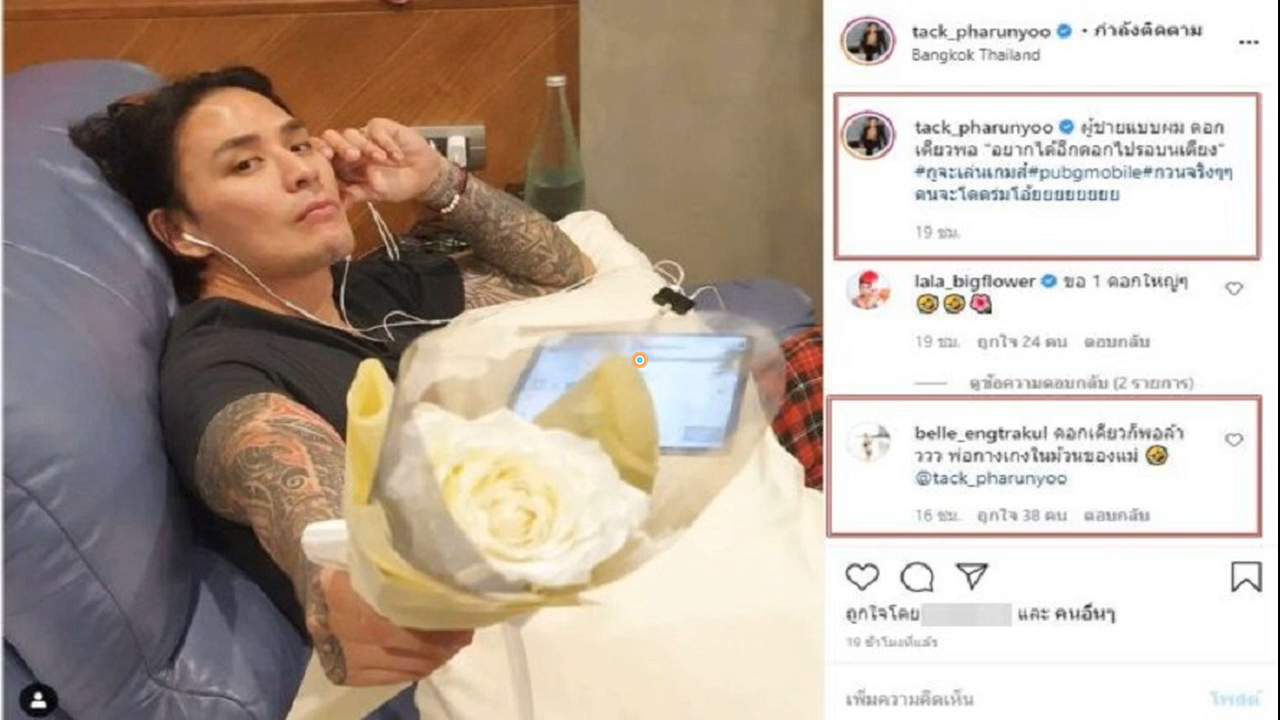 tack_pharunyoo • กำลังติดตาม
Bangkok Thailand
tack_pharunyoo ผู้ชายแบบผม ดอก
เดียวพอ "อยากได้อีกดอกไปรอบนเตียง"
#กูจะเล่นเกมส์#pubgmobile#กวนจริงๆๆ
คนจะโดดร่มโอ้ยยยยยยยย
19 ชม.
lala_bigflower ขอ 1 ดอกใหญ่ๆ
🤣🤣🌺
19 ชม. ถูกใจ 24 คน ตอบกลับ
ดูข้อความตอบกลับ (2 รายการ)
belle_engtrakul ดอกเดียวก็พอล้า
ววว พ่อกางเกงในม้วนของแม่ 🤣
@tack_pharunyoo
16 ชม. ถูกใจ 38 คน ตอบกลับ
ถูกใจโดย และ คนอื่นๆ
19 ชั่วโมงที่แล้ว
เพิ่มความคิดเห็น โพสต์